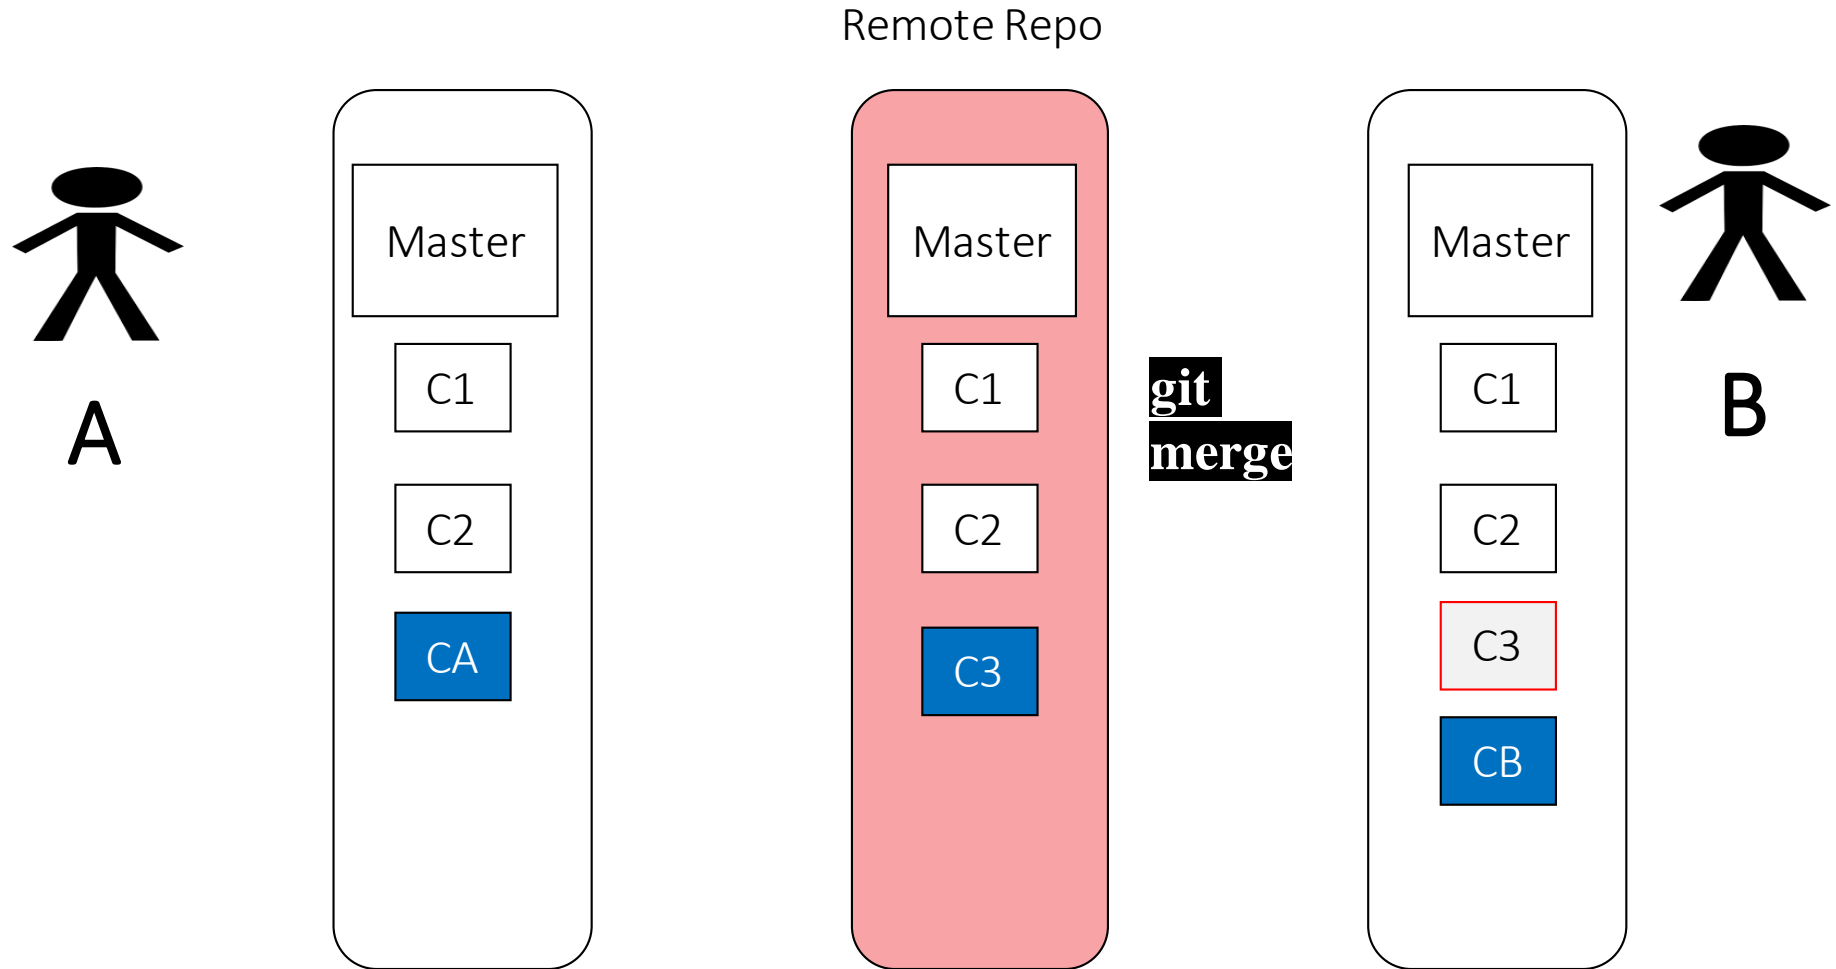 Remote Repo
Master
Master
Master
C1
C1
git
merge
C1
A
B
C2
C2
C2
CA
C3
C3
CB